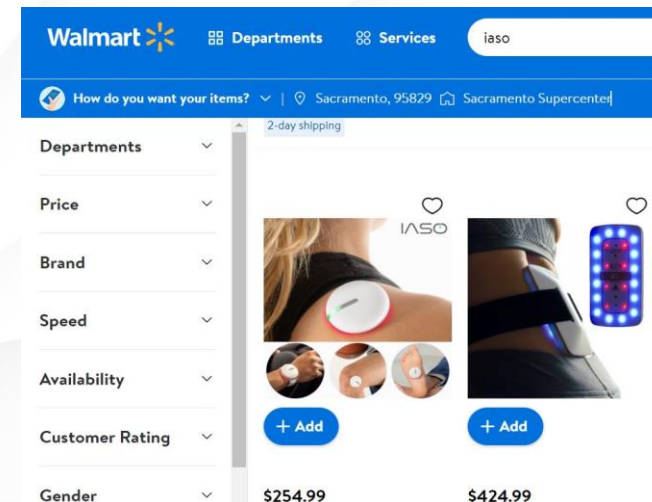 Walmart Departments Services iaso
How do you want your items? | Sacramento, 95829 Sacramento Supercenter
2-day shipping
Departments
Price
Brand
Speed
Availability
Customer Rating
Gender
IASO
+ Add + Add
$254.99 $424.99